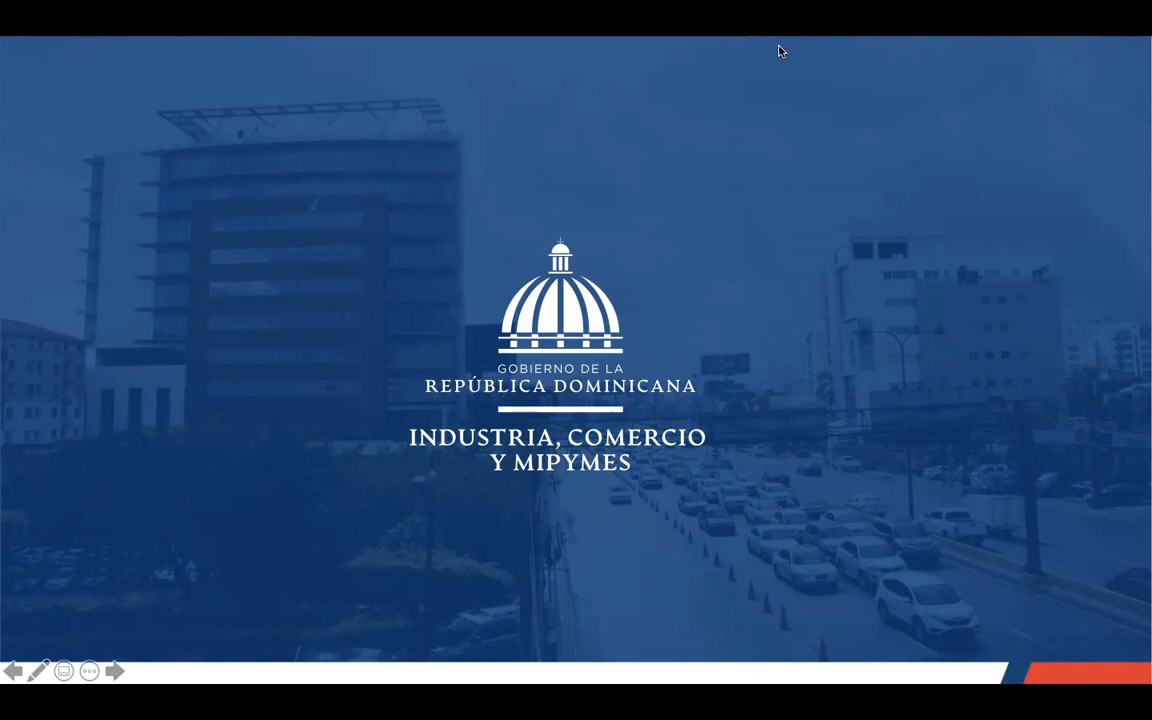 GOBIERNO DE LA
REPÚBLICA DOMINICANA
INDUSTRIA, COMERCIO
Y MIPYMES